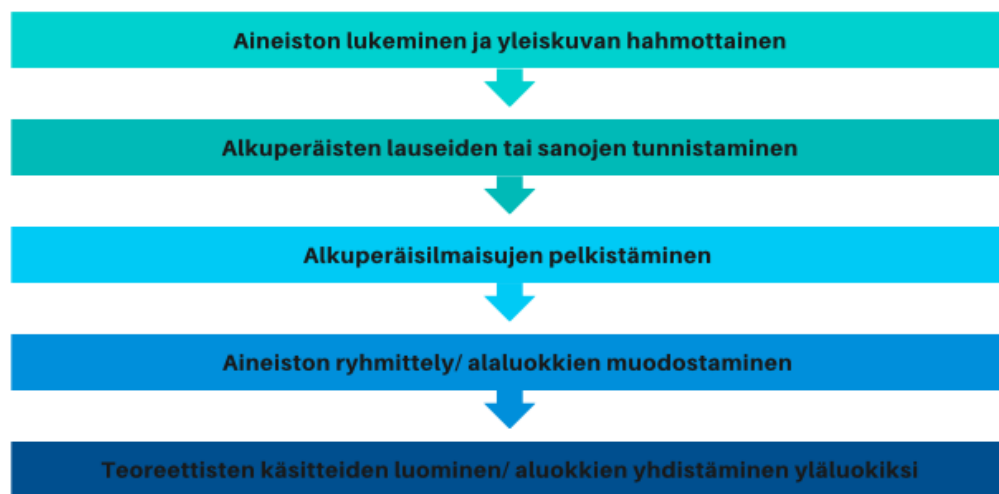 Aineiston lukeminen ja yleiskuvan hahmottainen
Alkuperäisten lauseiden tai sanojen tunnistaminen
Alkuperäisilmaisujen pelkistäminen
Aineiston ryhmittely/ alaluokkien muodostaminen
Teoreettisten käsitteiden luominen/ aluokkien yhdistäminen yläluokiksi